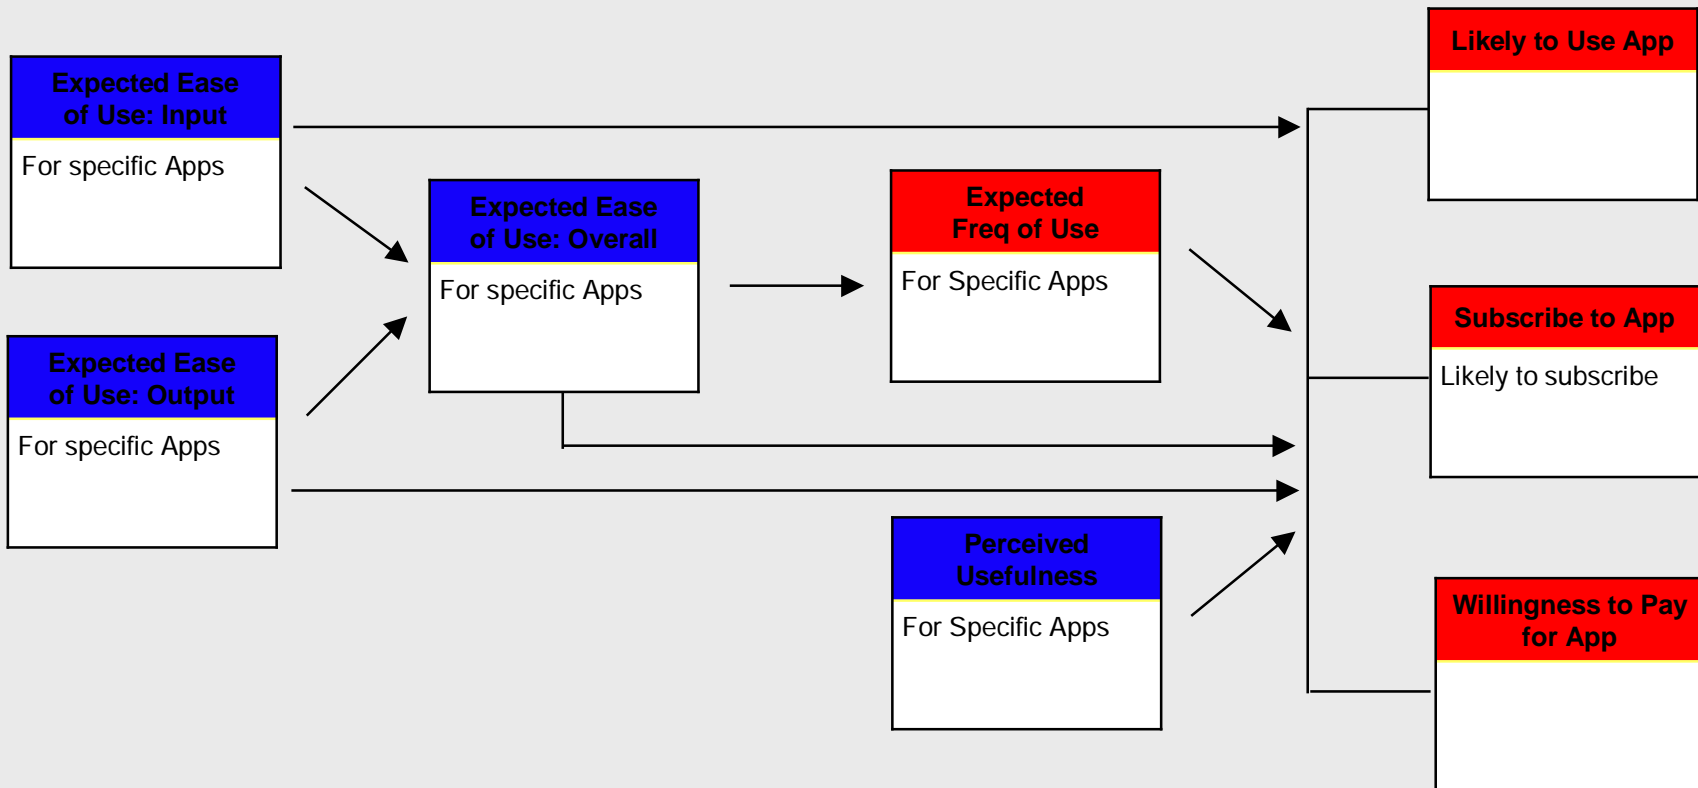 Likely to Use App
Expected Ease
of Use: Input
For specific Apps
Expected Ease
of Use: Overall
For specific Apps
Expected
Freq of Use
For Specific Apps
Subscribe to App
Likely to subscribe
Expected Ease
of Use: Output
For specific Apps
Perceived
Usefulness
For Specific Apps
Willingness to Pay
for App